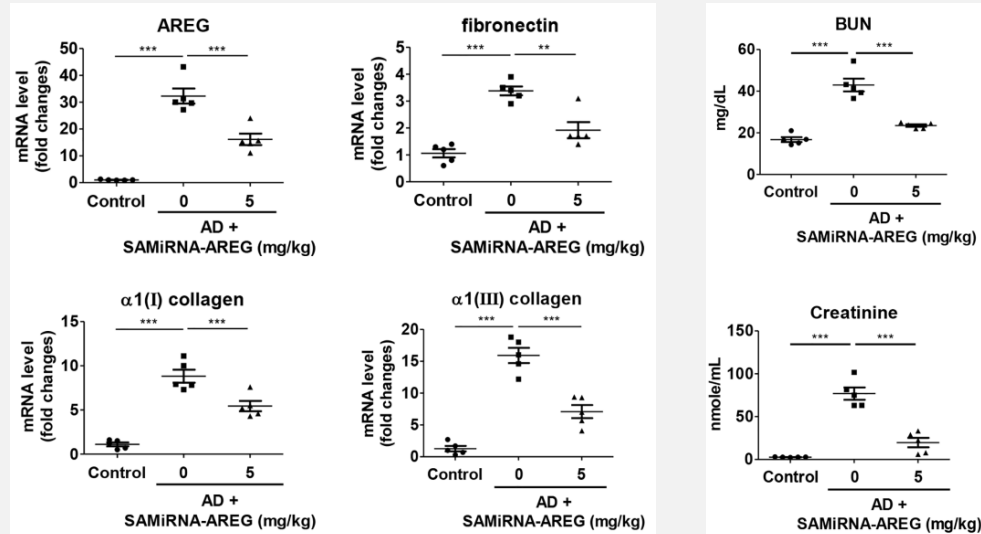 AREG
*** ***
mRNA level
(fold changes)
50
40
30
20
10
0
Control 0 5
AD +
SAMiRNA-AREG (mg/kg)
fibronectin
*** **
mRNA level
(fold changes)
5
4
3
2
1
0
Control 0 5
AD +
SAMiRNA-AREG (mg/kg)
BUN
*** ***
mg/dL
60
40
20
0
Control 0 5
AD +
SAMiRNA-AREG (mg/kg)
α1(I) collagen
*** ***
mRNA level
(fold changes)
15
10
5
0
Control 0 5
AD +
SAMiRNA-AREG (mg/kg)
α1(III) collagen
*** ***
mRNA level
(fold changes)
20
15
10
5
0
Control 0 5
AD +
SAMiRNA-AREG (mg/kg)
Creatinine
*** ***
nmole/mL
150
100
50
0
Control 0 5
AD +
SAMiRNA-AREG (mg/kg)